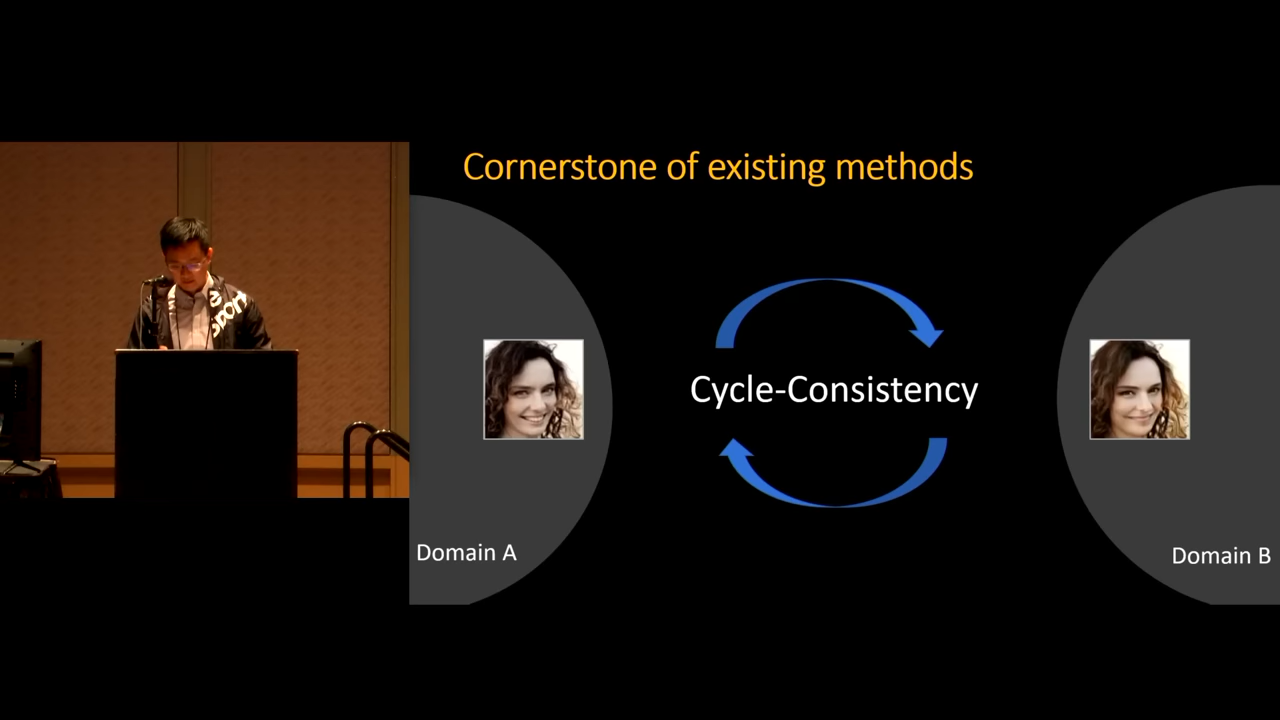 Cornerstone of existing methods
Cycle-Consistency
Domain A
Domain B